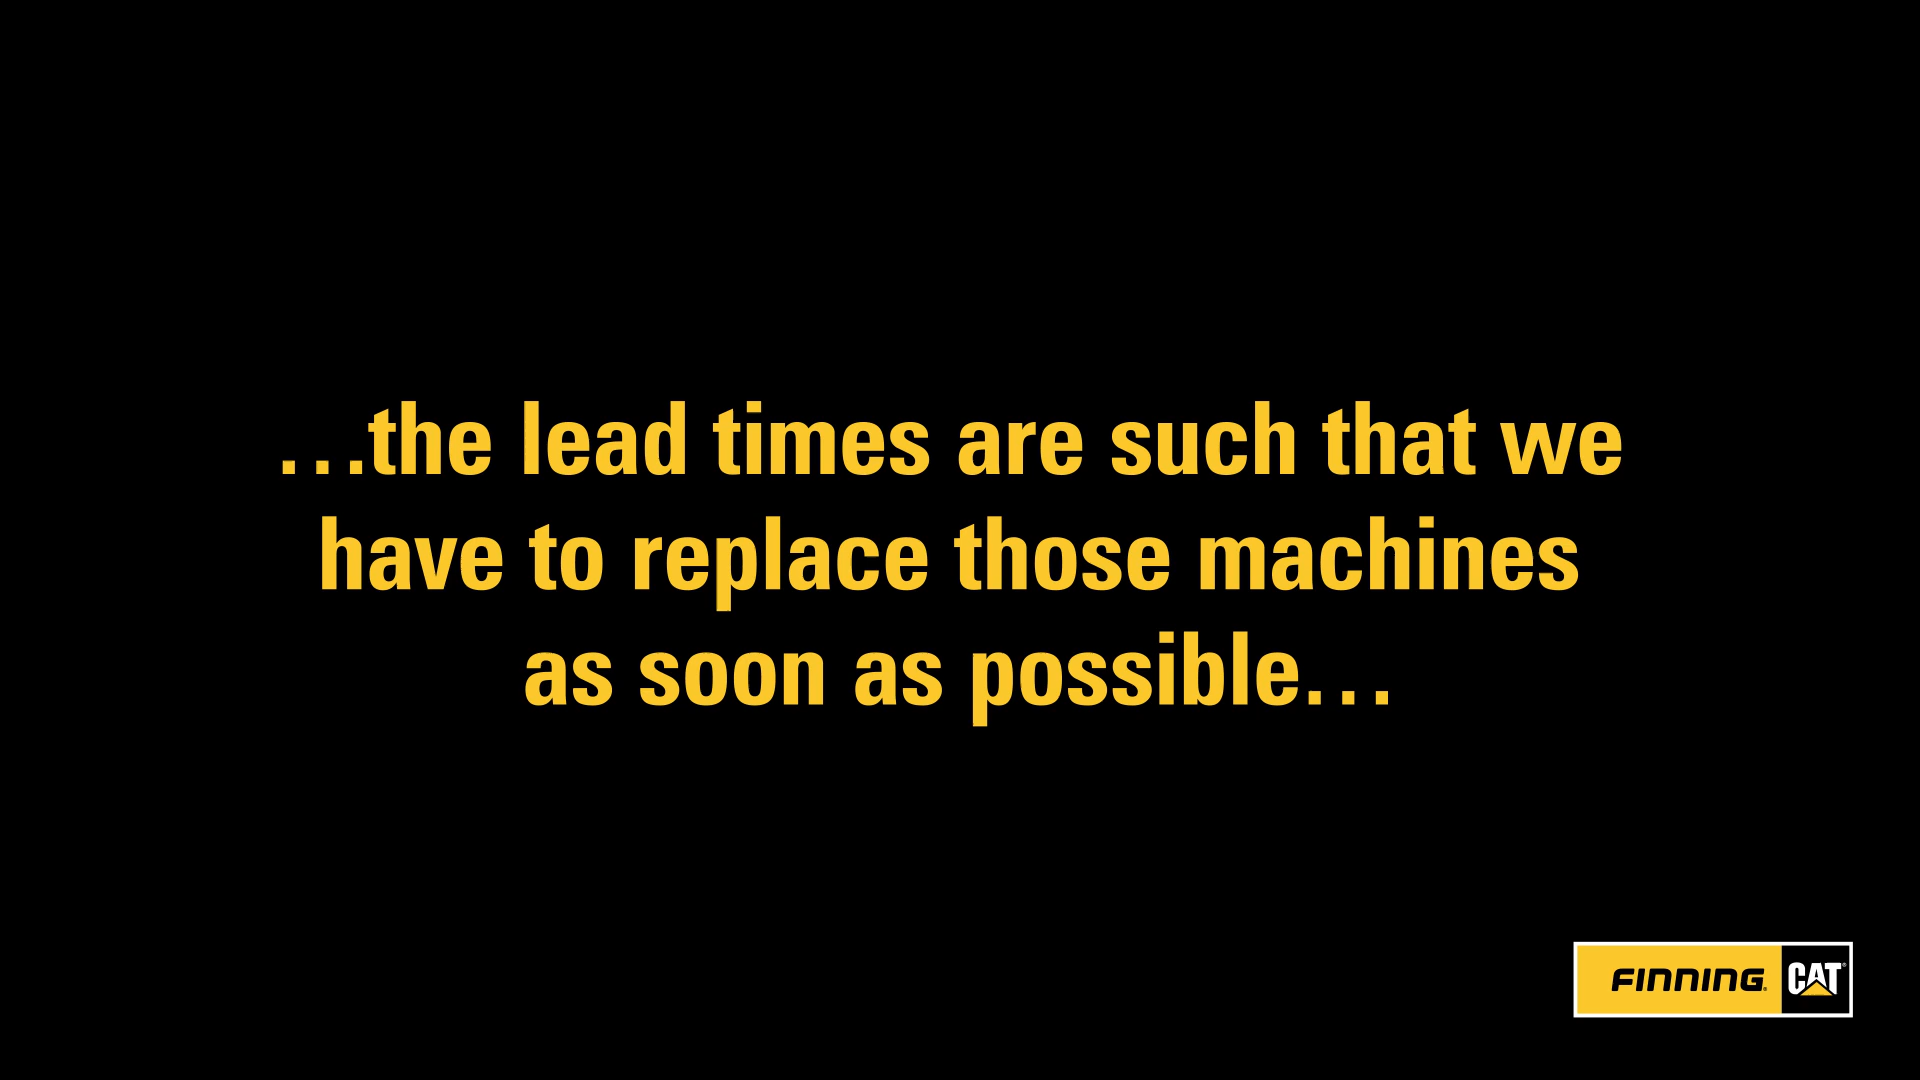 …the lead times are such that we
have to replace those machines
as soon as possible…
FINNING® CAT®